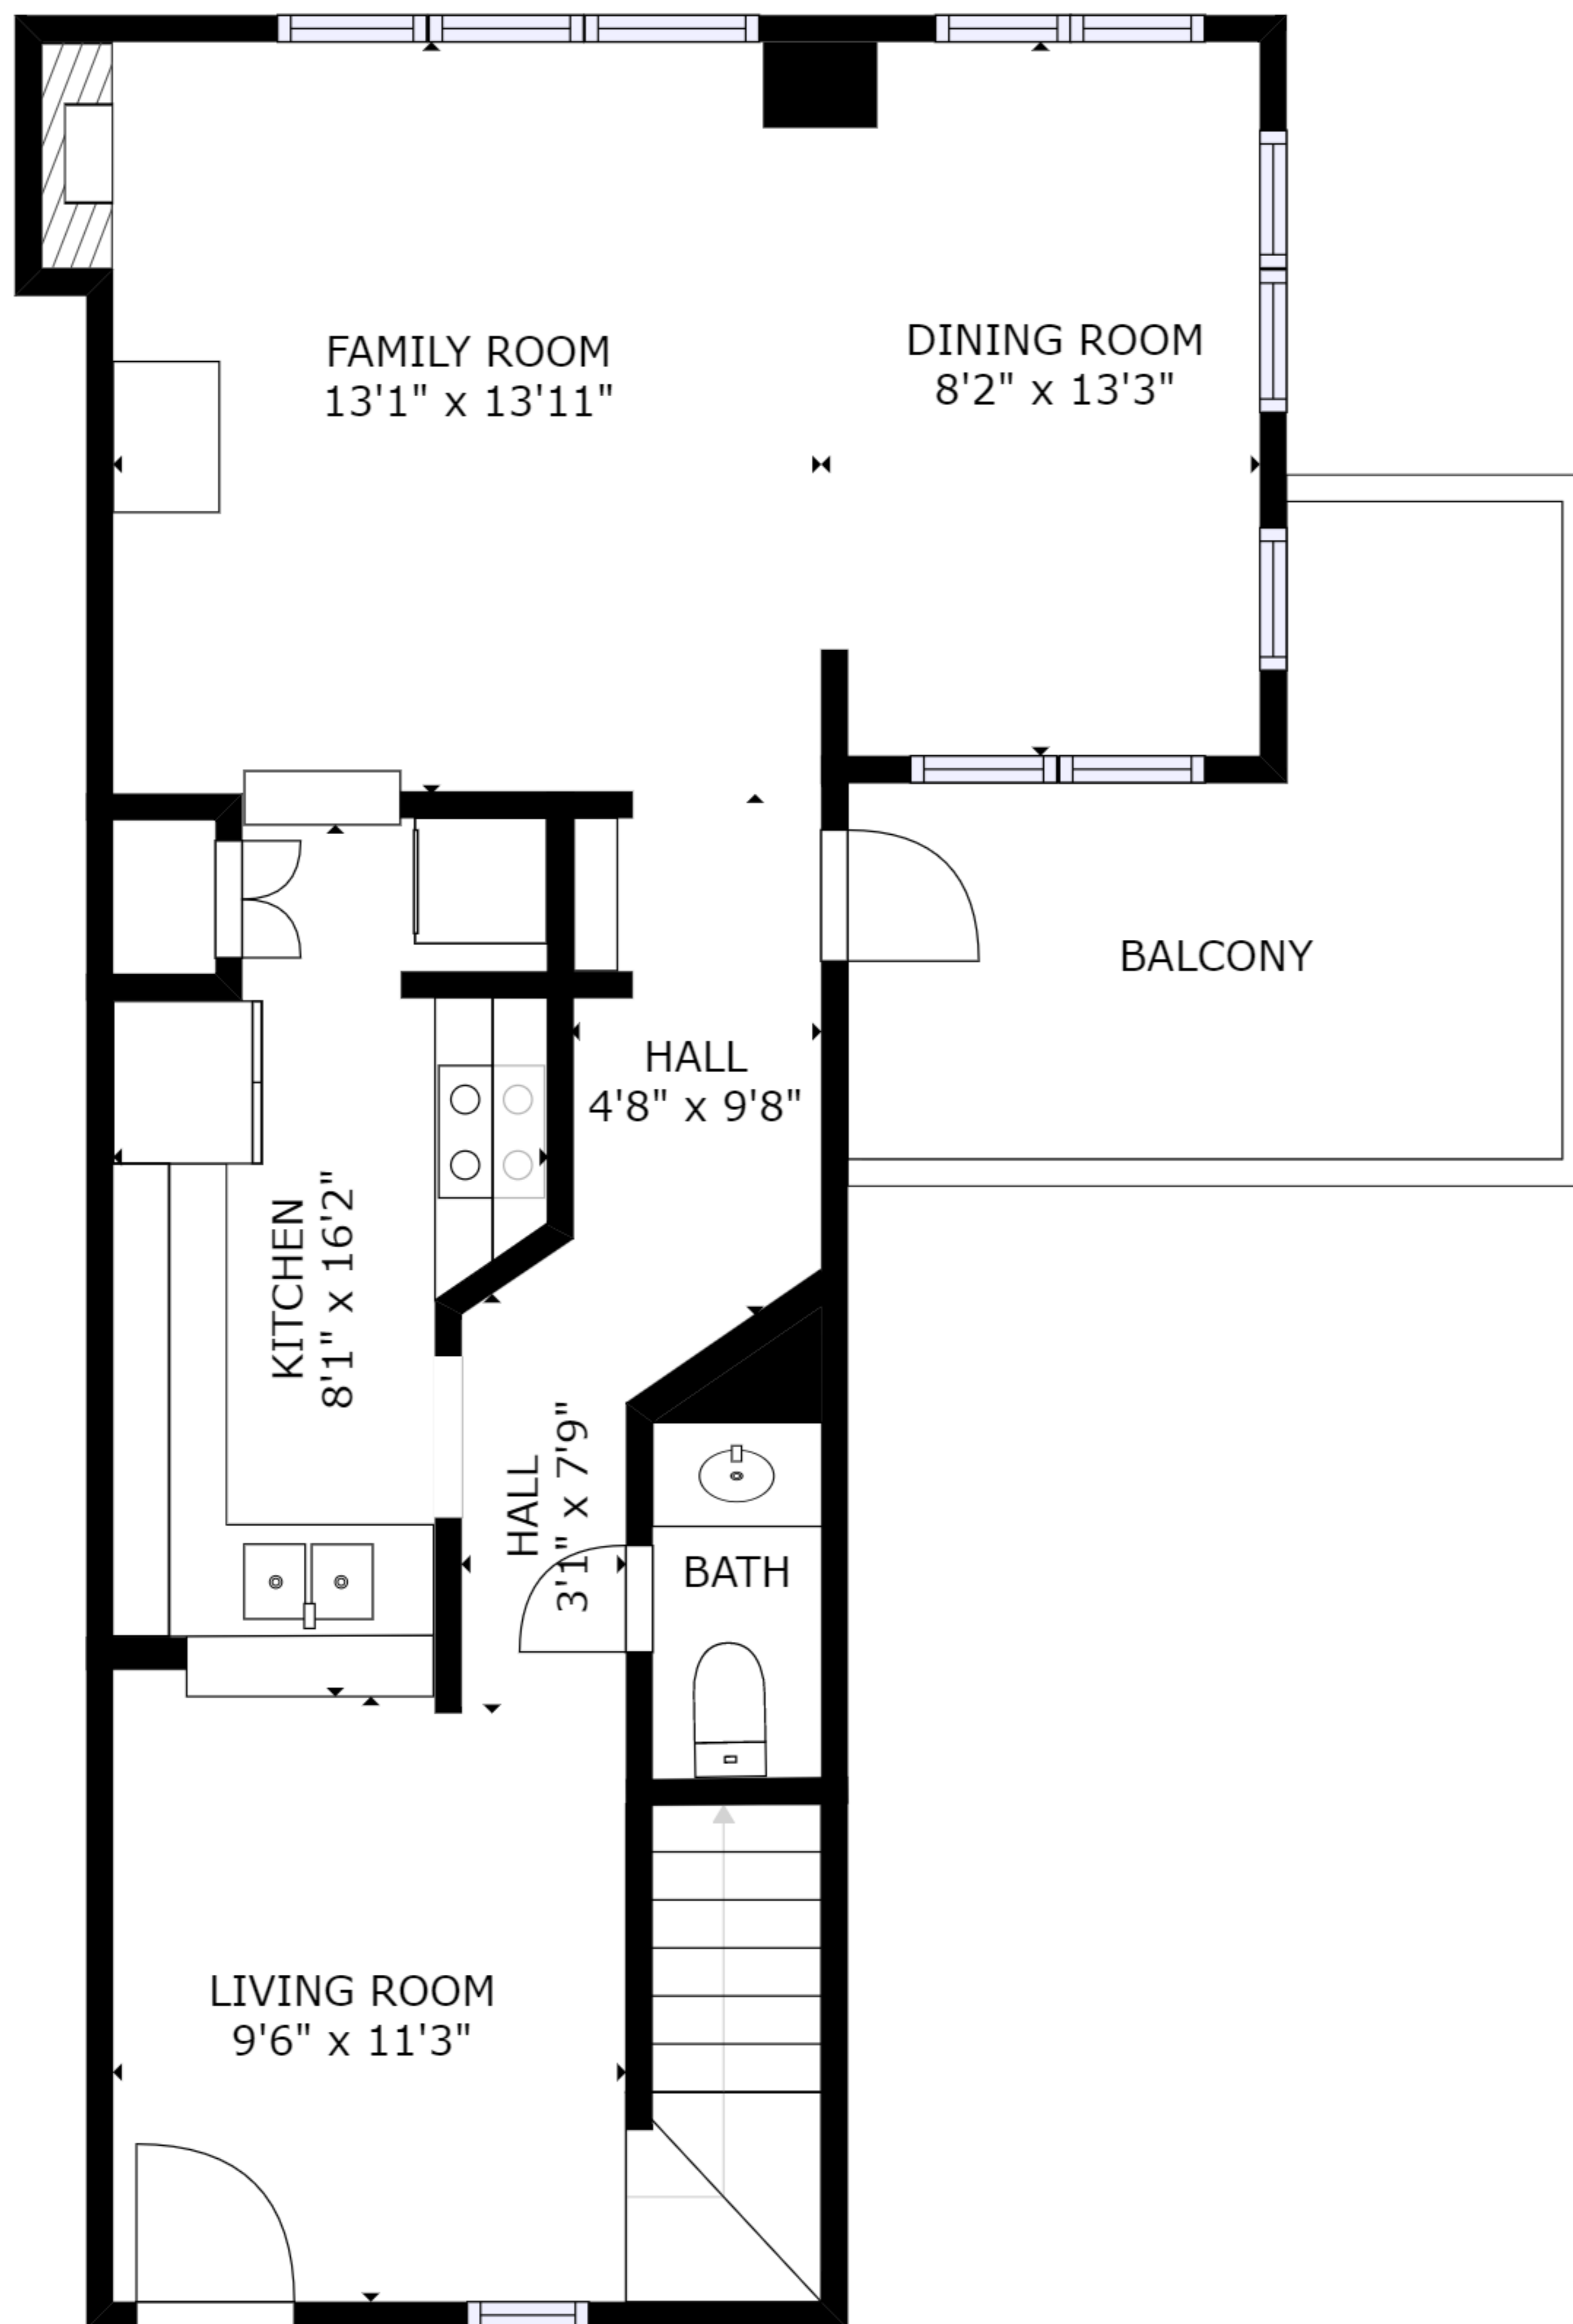 FAMILY ROOM
13'1" x 13'11"
DINING ROOM
8'2" x 13'3"
BALCONY
HALL
4'8" x 9'8"
KITCHEN
8'1" x 16'2"
HALL
3'1" x 7'9"
BATH
LIVING ROOM
9'6" x 11'3"